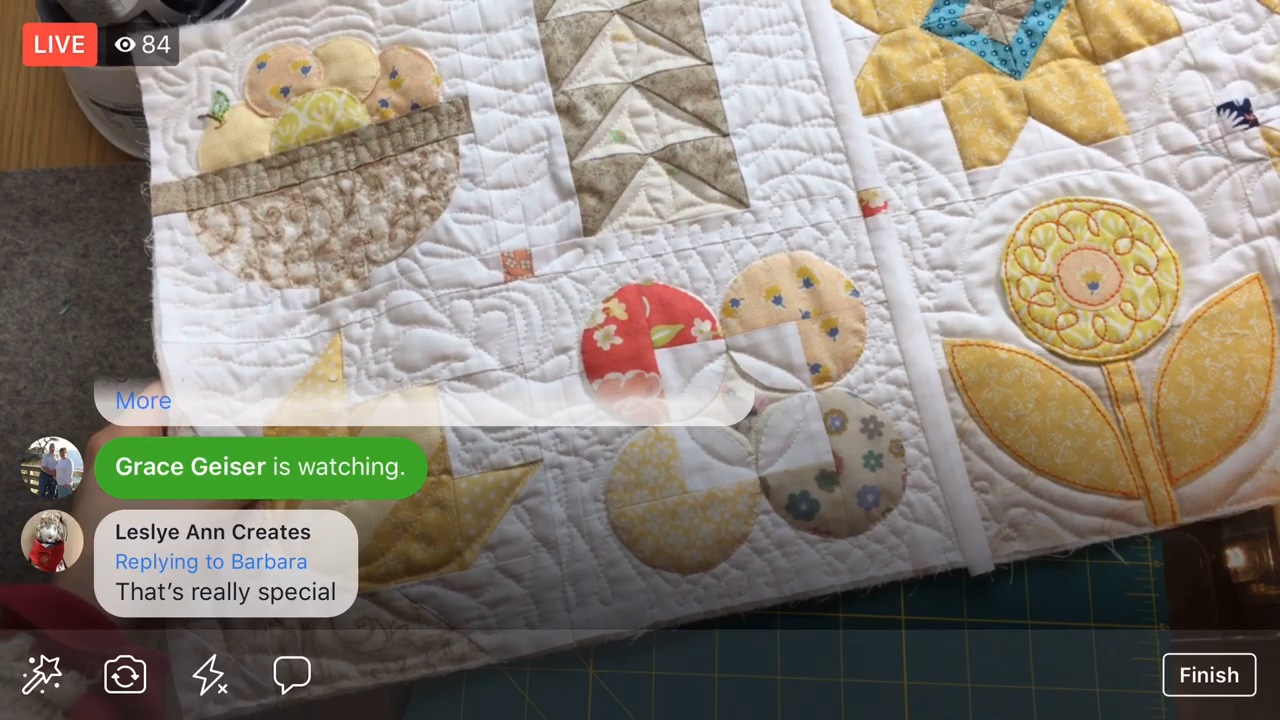 LIVE
84
More
Grace Geiser is watching.
Leslye Ann Creates
Replying to Barbara
That's really special
Finish